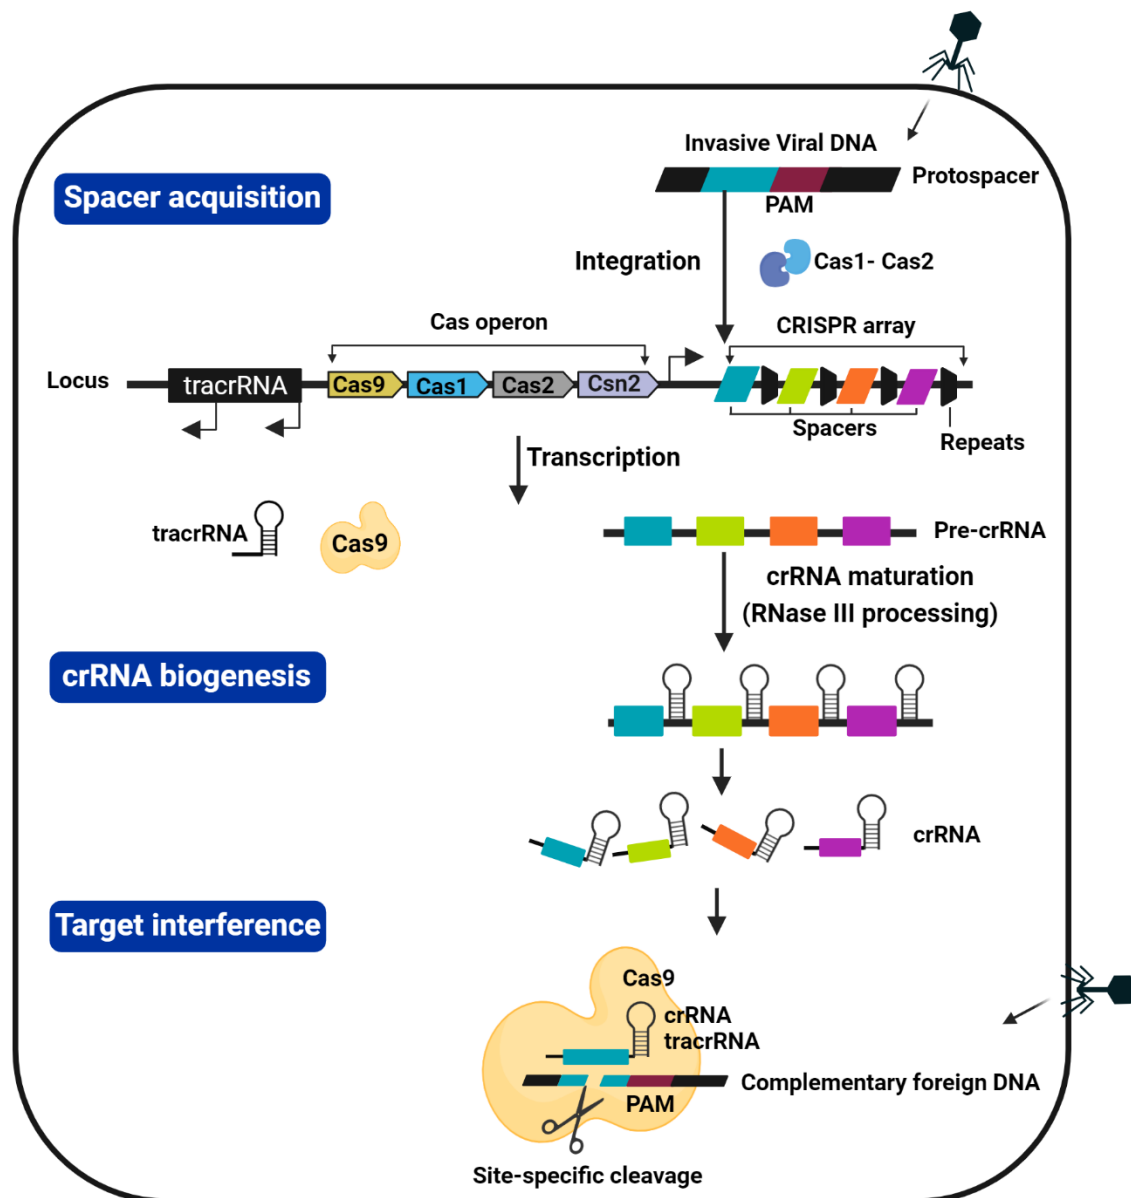 Invasive Viral DNA
Protospacer
PAM
Spacer acquisition
Integration
Cas1- Cas2
Cas operon
CRISPR array
Locus
tracrRNA
Cas9
Cas1
Cas2
Csn2
Spacers
Repeats
Transcription
tracrRNA
Cas9
Pre-crRNA
crRNA maturation
(RNase III processing)
crRNA biogenesis
crRNA
Target interference
Cas9
crRNA
tracrRNA
Complementary foreign DNA
PAM
Site-specific cleavage